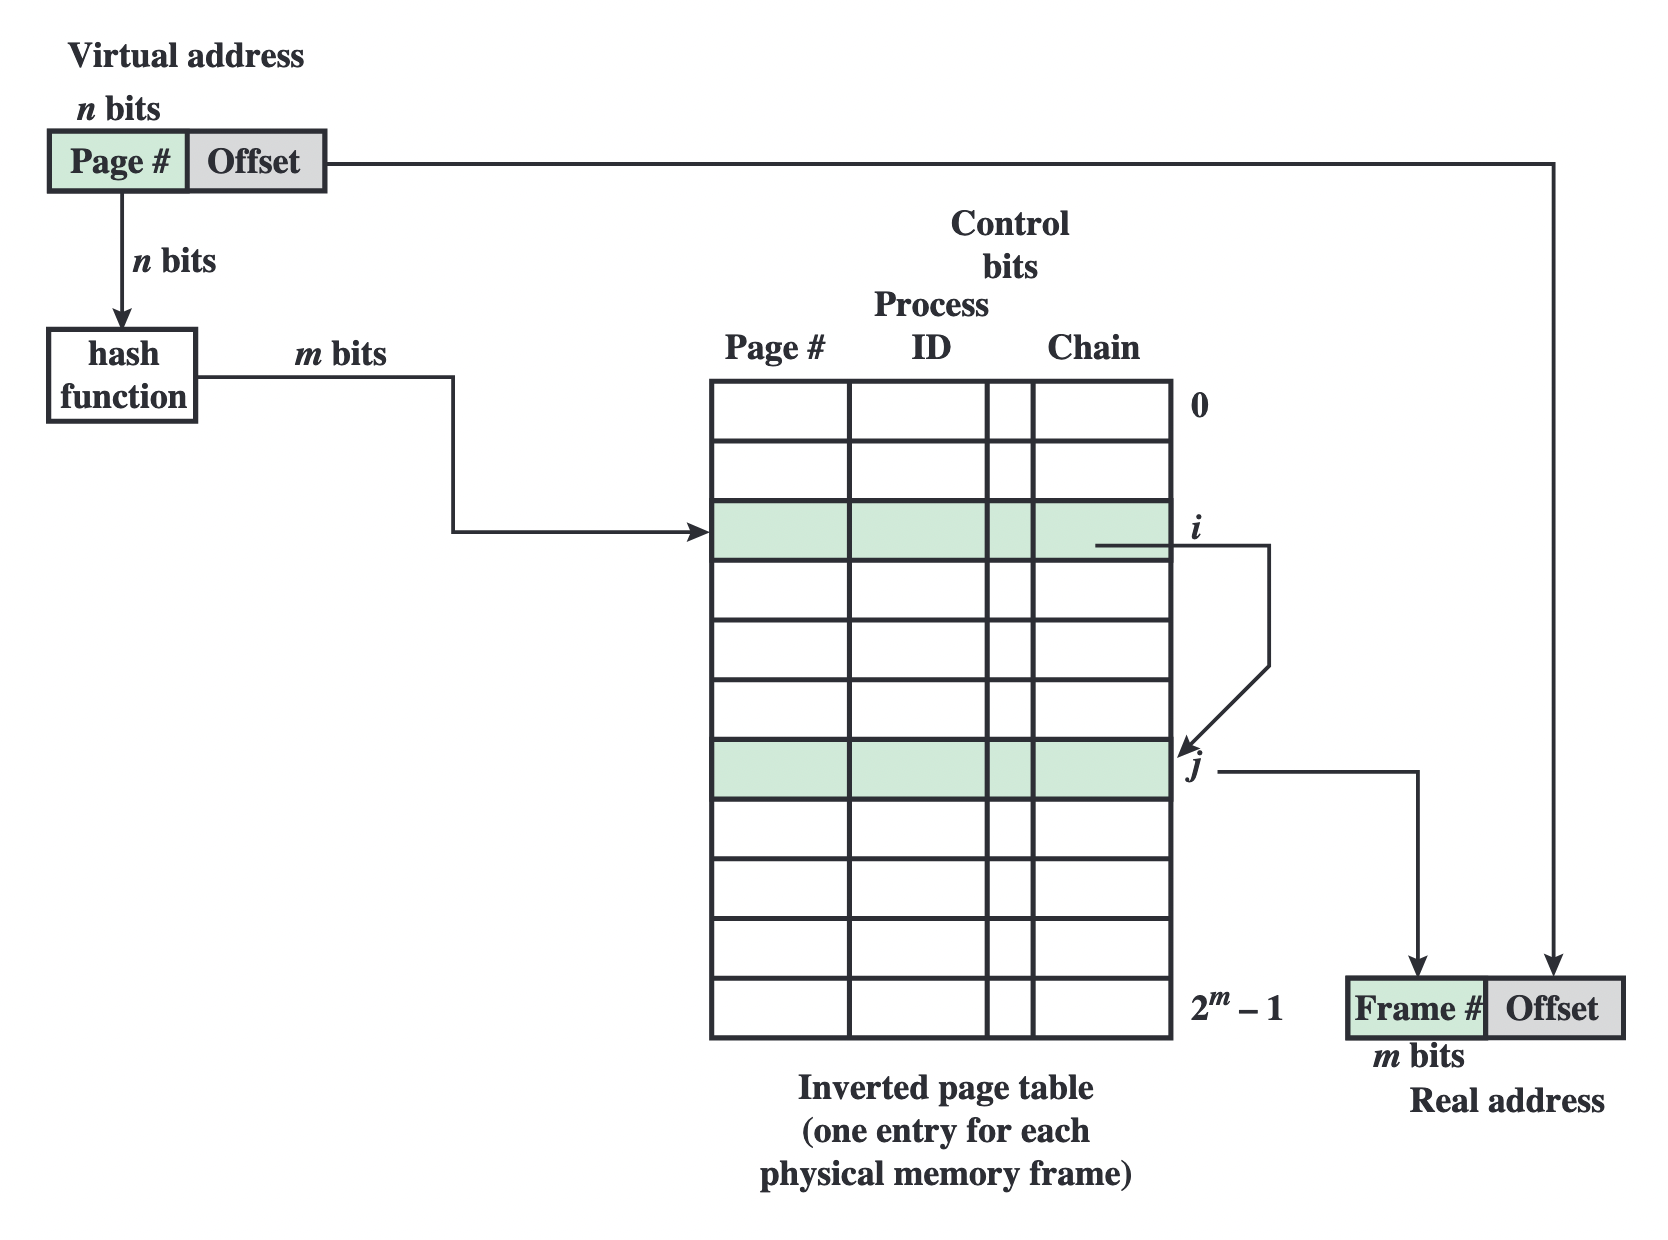 Virtual address
n bits
Page # Offset
n bits
hash
function
m bits
Control
bits
Process
Page # ID Chain
0
i
j
2^m – 1
Frame # Offset
m bits
Real address
Inverted page table
(one entry for each
physical memory frame)